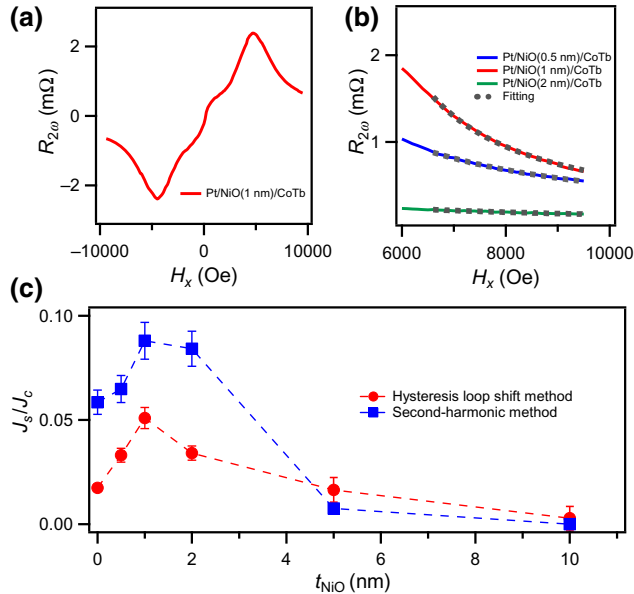 (a)
R2ω (mΩ)
2
0
−2
Pt/NiO(1 nm)/CoTb
−10000 0 10000
Hx (Oe)
(b)
R2ω (mΩ)
2
1
Pt/NiO(0.5 nm)/CoTb
Pt/NiO(1 nm)/CoTb
Pt/NiO(2 nm)/CoTb
Fitting
6000 8000 10000
Hx (Oe)
(c)
Js/Jc
0.10
0.05
0.00
Hysteresis loop shift method
Second-harmonic method
0 2 4 6 8 10
tNiO (nm)